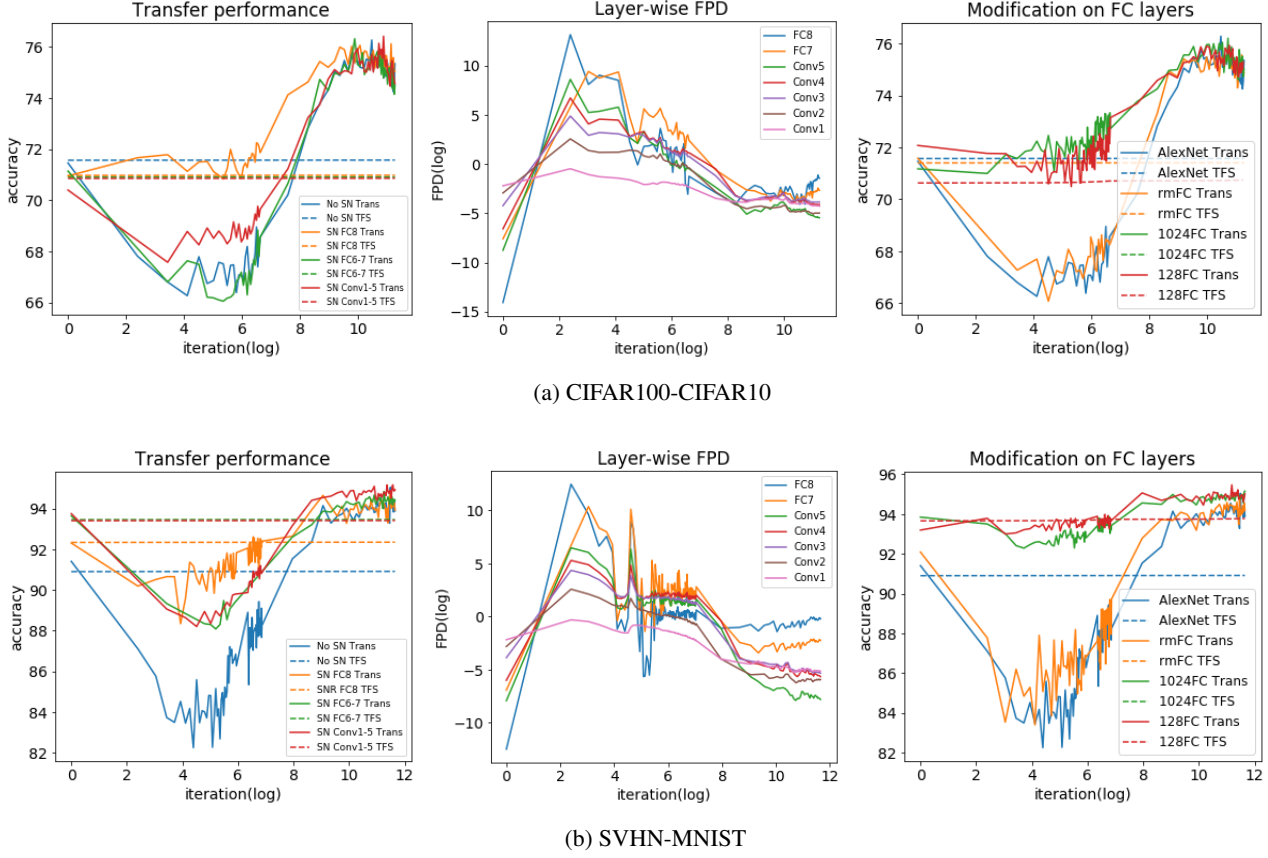 Transfer performance
accuracy
76
74
72
70
68
66
0
2
4
6
8
10
iteration(log)
No SN Trans
No SN TFS
SN FC8 Trans
SN FC8 TFS
SN FC6-7 Trans
SN FC6-7 TFS
SN Conv1-5 Trans
SN Conv1-5 TFS
Layer-wise FPD
FPD(log)
10
5
0
−5
−10
−15
0
2
4
6
8
10
iteration(log)
FC8
FC7
Conv5
Conv4
Conv3
Conv2
Conv1
Modification on FC layers
accuracy
76
74
72
70
68
66
0
2
4
6
8
10
iteration(log)
AlexNet Trans
AlexNet TFS
rmFC Trans
rmFC TFS
1024FC Trans
1024FC TFS
128FC Trans
128FC TFS
(a) CIFAR100-CIFAR10
Transfer performance
accuracy
94
92
90
88
86
84
82
0
2
4
6
8
10
12
iteration(log)
No SN Trans
No SN TFS
SN FC8 Trans
SNR FC8 TFS
SN FC6-7 Trans
SN FC6-7 TFS
SN Conv1-5 Trans
SN Conv1-5 TFS
Layer-wise FPD
FPD(log)
10
5
0
−5
−10
0
2
4
6
8
10
12
iteration(log)
FC8
FC7
Conv5
Conv4
Conv3
Conv2
Conv1
Modification on FC layers
accuracy
96
94
92
90
88
86
84
82
0
2
4
6
8
10
12
iteration(log)
AlexNet Trans
AlexNet TFS
rmFC Trans
rmFC TFS
1024FC Trans
1024FC TFS
128FC Trans
128FC TFS
(b) SVHN-MNIST